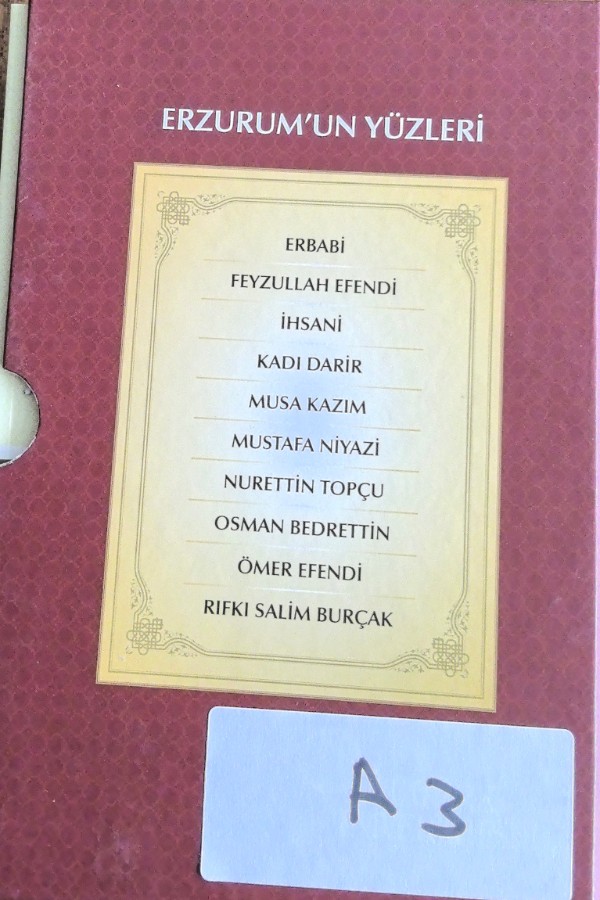 ERZURUM'UN YÜZLERİ
ERBABİ
FEYZULLAH EFENDİ
İHSANİ
KADI DARİR
MUSA KAZIM
MUSTAFA NİYAZİ
NURETTİN TOPÇU
OSMAN BEDRETTİN
ÖMER EFENDİ
RIFKI SALİM BURÇAK
A 3